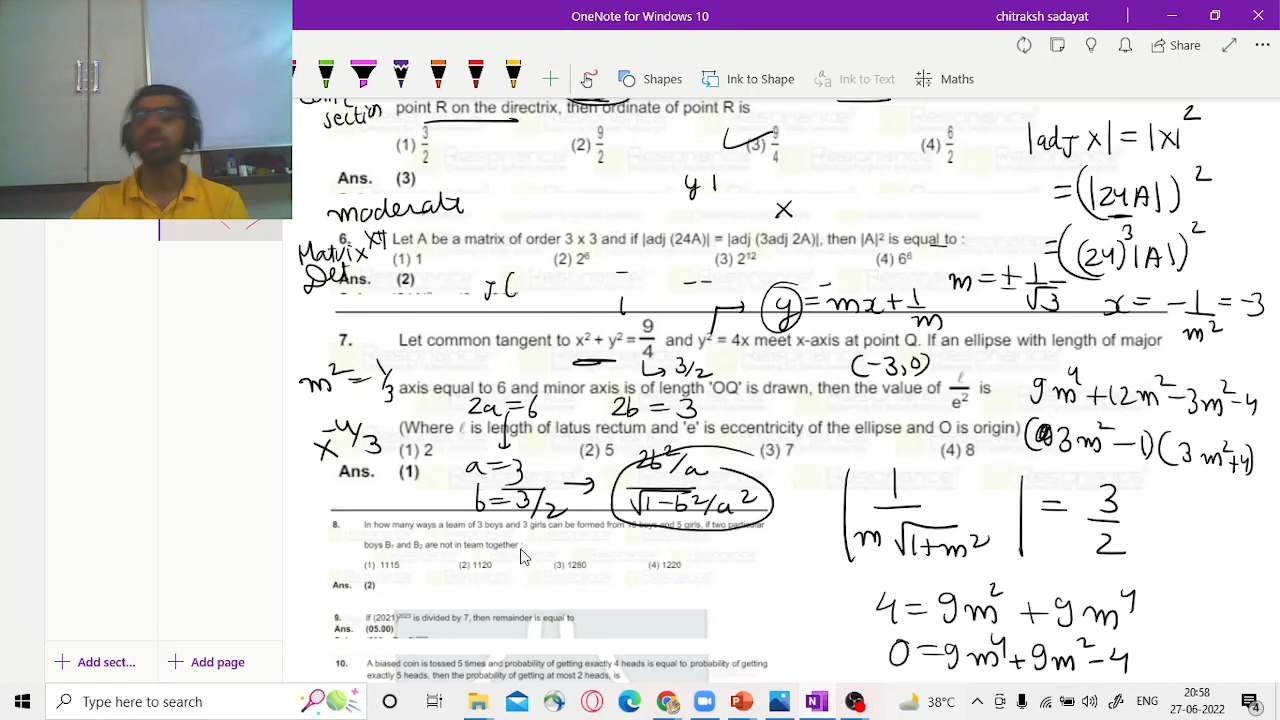 OneNote for Windows 10
chitraksh sadayat
Share
Shapes
Ink to Shape
Ink to Text
Maths
section
point R on the directrix, then ordinate of point R is
(1) 3/2 (2) 9/2 (3) 9/4 (4) 6/2
Ans. (3)
moderate
y
x
|adj X| = |X|²
= (|24A|)²
= ((24)³|A|)²
Matrix
Det
6. Let A be a matrix of order 3 x 3 and if |adj (24A)| = |adj (3adj 2A)|, then |A|² is equal to :
(1) 1 (2) 2⁶ (3) 2¹² (4) 6⁶
Ans. (2)
y = mx + 1/m
m = ± 1/√3
x = -1/m² = -3
7. Let common tangent to x² + y² = 9/4 and y² = 4x meet x-axis at point Q. If an ellipse with length of major
3/2
(-3,0)
m² = 1/3
axis equal to 6 and minor axis is of length 'OQ' is drawn, then the value of ℓ/e² is
2a = 6
2b = 3
9m⁴ + 12m² - 3m² - 4
(Where ℓ is length of latus rectum and 'e' is eccentricity of the ellipse and O is origin)
(3m² - 1)(3m² + 4)
-4/3
(1) 2 (2) 5 (3) 7 (4) 8
Ans. (1)
a = 3
b = 3/2 →
2b²/a
√1-b²/a²
| 1/m√1+m² | = 3/2
4 = 9m² + 9m⁴
0 = 9m⁴ + 9m² - 4
8. In how many ways a team of 3 boys and 3 girls can be formed from 10 boys and 5 girls, if two particular
boys B₁ and B₂ are not in team together :
(1) 1115 (2) 1120 (3) 1280 (4) 1220
Ans. (2)
9. If (2021)²⁰²³ is divided by 7, then remainder is equal to
Ans. (05.00)
10. A biased coin is tossed 5 times and probability of getting exactly 4 heads is equal to probability of getting
exactly 5 heads, then the probability of getting at most 2 heads, is
Add sect...
Add page
Type here to search
38°C
ENG
20:58
27-06-2022
4